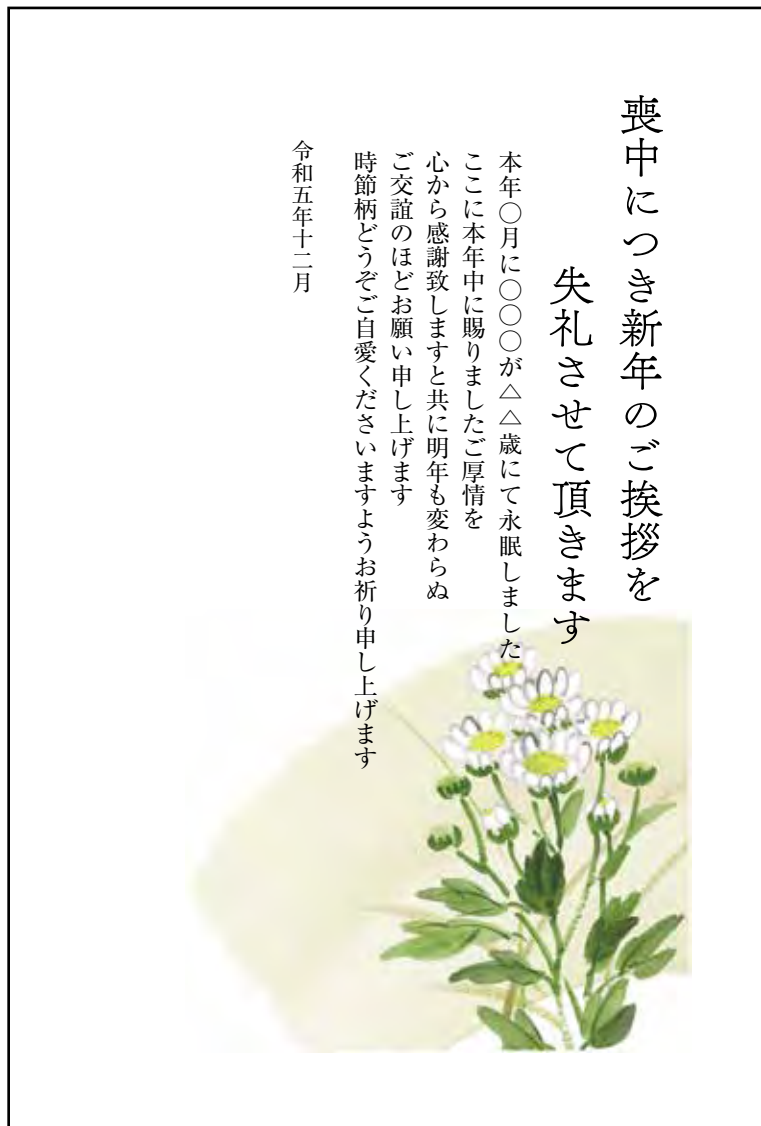 喪中につき新年のご挨拶を
失礼させて頂きます
本年〇月に〇〇〇が△△歳にて永眠しました
ここに本年中に賜りましたご厚情を
心から感謝致しますと共に明年も変わらぬ
ご交誼のほどお願い申し上げます
時節柄どうぞご自愛くださいますようお祈り申し上げます
令和五年十二月